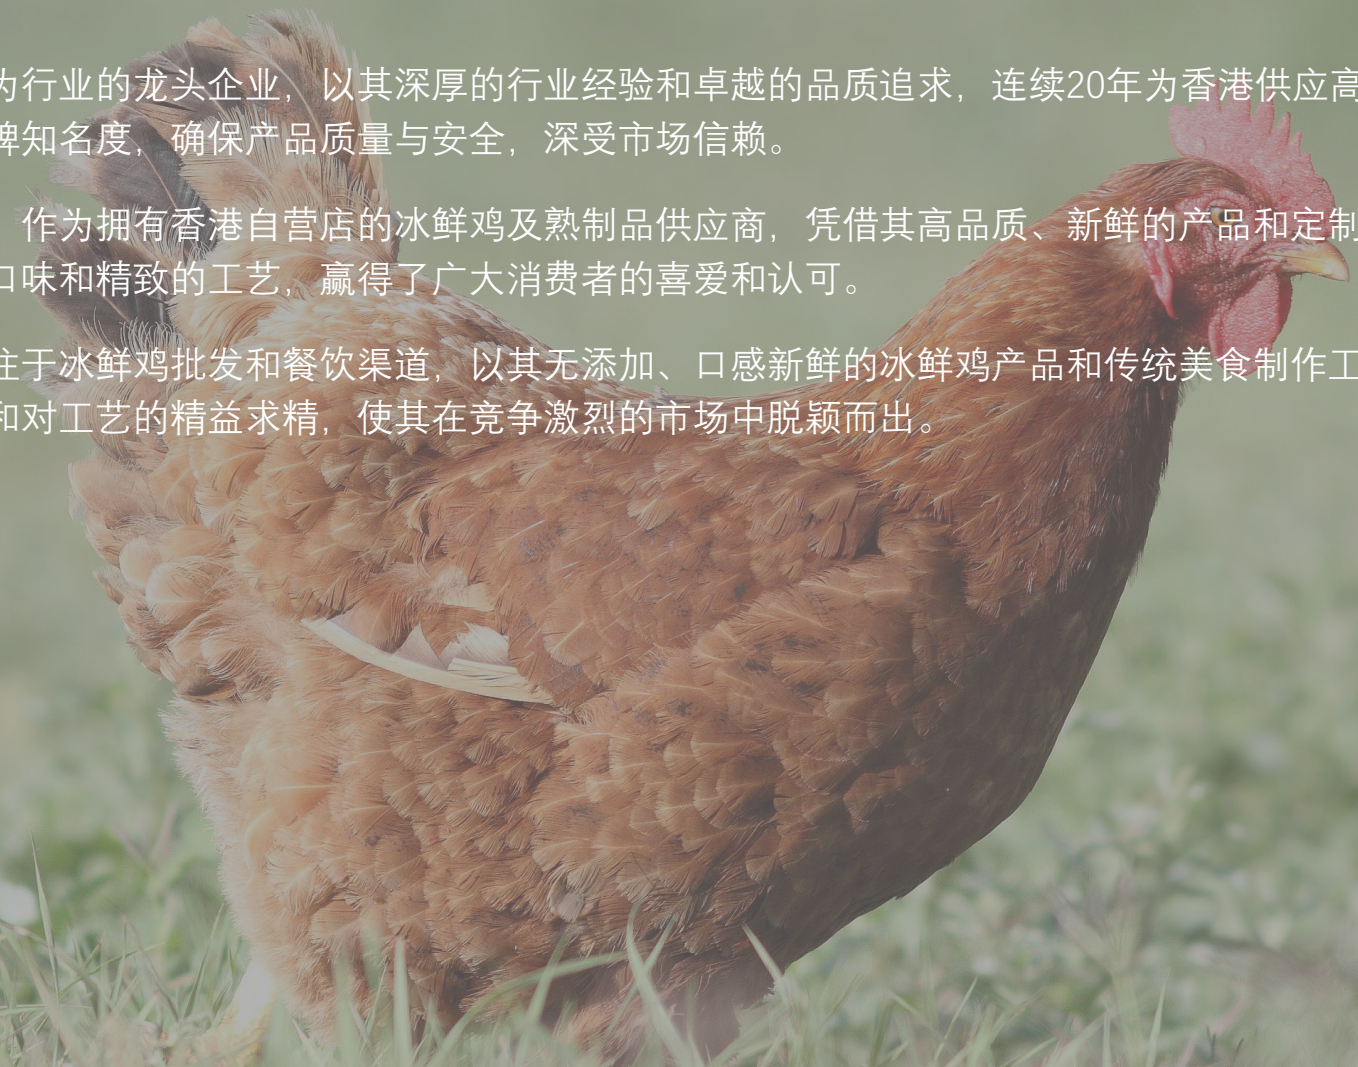 为行业的龙头企业，以其深厚的行业经验和卓越的品质追求，连续20年为香港供应高
牌知名度，确保产品质量与安全，深受市场信赖。
作为拥有香港自营店的冰鲜鸡及熟制品供应商，凭借其高品质、新鲜的产品和定制
口味和精致的工艺，赢得了广大消费者的喜爱和认可。
注于冰鲜鸡批发和餐饮渠道，以其无添加、口感新鲜的冰鲜鸡产品和传统美食制作工
和对工艺的精益求精，使其在竞争激烈的市场中脱颖而出。